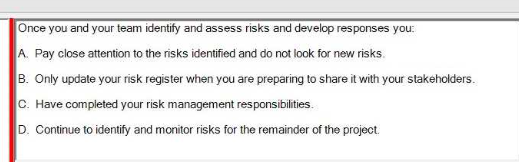 Once you and your team identify and assess risks and develop responses you:
A. Pay close attention to the risks identified and do not look for new risks.
B. Only update your risk register when you are preparing to share it with your stakeholders.
C. Have completed your risk management responsibilities.
D. Continue to identify and monitor risks for the remainder of the project.